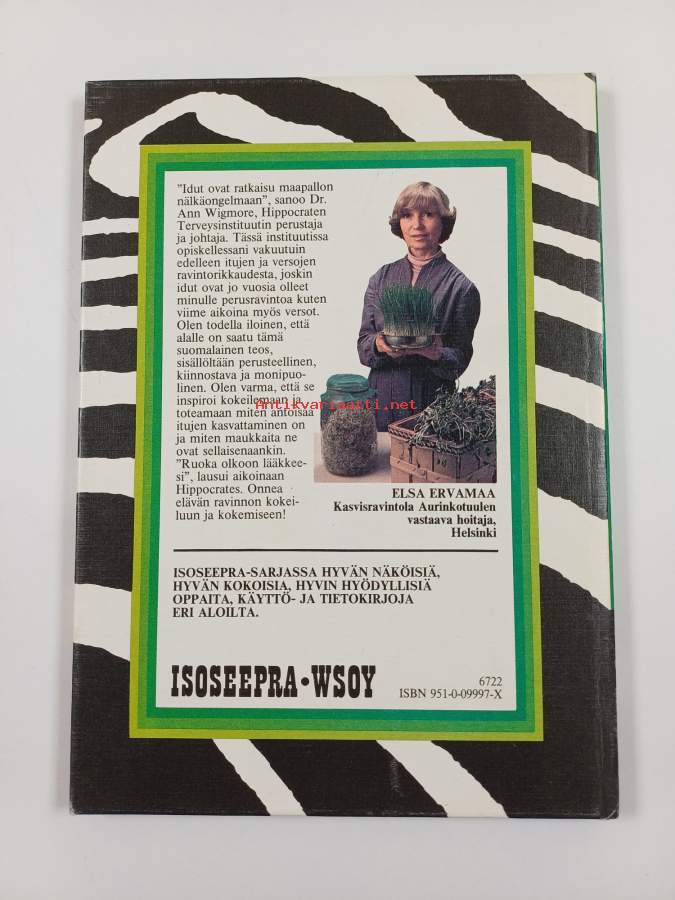 "Idut ovat ratkaisu maapallon
nälkäongelmaan", sanoo Dr.
Ann Wigmore, Hippocraten
Terveysinstituutin perustaja
ja johtaja. Tässä instituutissa
opiskellessani vakuutuin
edelleen itujen ja versojen
ravintorikkaudesta, joskin
idut ovat jo vuosia olleet
minulle perusravintoa kuten
viime aikoina myös versot.
Olen todella iloinen, että
alalle on saatu tämä
suomalainen teos,
sisällöltään perusteellinen,
kiinnostava ja monipuo-
linen. Olen varma, että se
inspiroi kokeilemaan ja
toteamaan miten antoisaa
itujen kasvattaminen on
ja miten maukkaita ne
ovat sellaisenaankin.
"Ruoka olkoon lääkkee-
si", lausui aikoinaan
Hippocrates. Onnea
elävän ravinnon kokei-
luun ja kokemiseen!
Antikvariaatti.net
ELSA ERVAMAA
Kasvisravintola Aurinkotuulen
vastaava hoitaja,
Helsinki
ISOSEEPRA-SARJASSA HYVÄN NÄKÖISIÄ,
HYVÄN KOKOISIA, HYVIN HYÖDYLLISIÄ
OPPAITA, KÄYTTÖ- JA TIETOKIRJOJA
ERI ALOILTA.
ISOSEEPRA•WSOY
6722
ISBN 951-0-09997-X